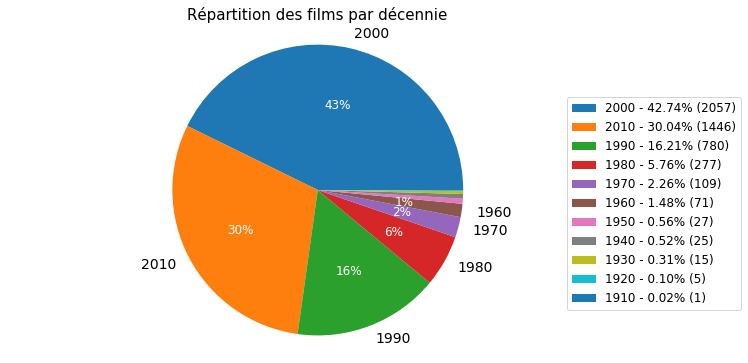 Répartition des films par décennie
2000
43%
2010
30%
1990
16%
1980
6%
1970
2%
1960
1%
2000 - 42.74% (2057)
2010 - 30.04% (1446)
1990 - 16.21% (780)
1980 - 5.76% (277)
1970 - 2.26% (109)
1960 - 1.48% (71)
1950 - 0.56% (27)
1940 - 0.52% (25)
1930 - 0.31% (15)
1920 - 0.10% (5)
1910 - 0.02% (1)